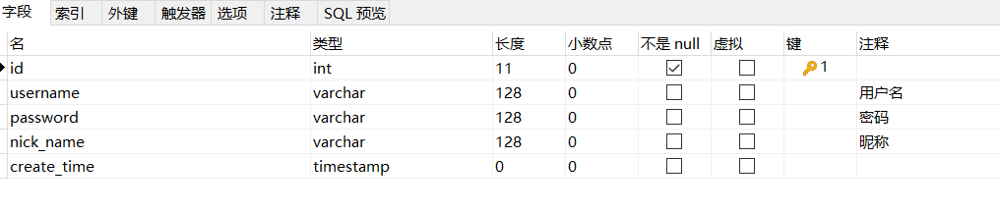 字段 索引 外键 触发器 选项 注释 SQL 预览
名 类型 长度 小数点 不是 null 虚拟 键 注释
id int 11 0 1
username varchar 128 0 用户名
password varchar 128 0 密码
nick_name varchar 128 0 昵称
create_time timestamp 0 0